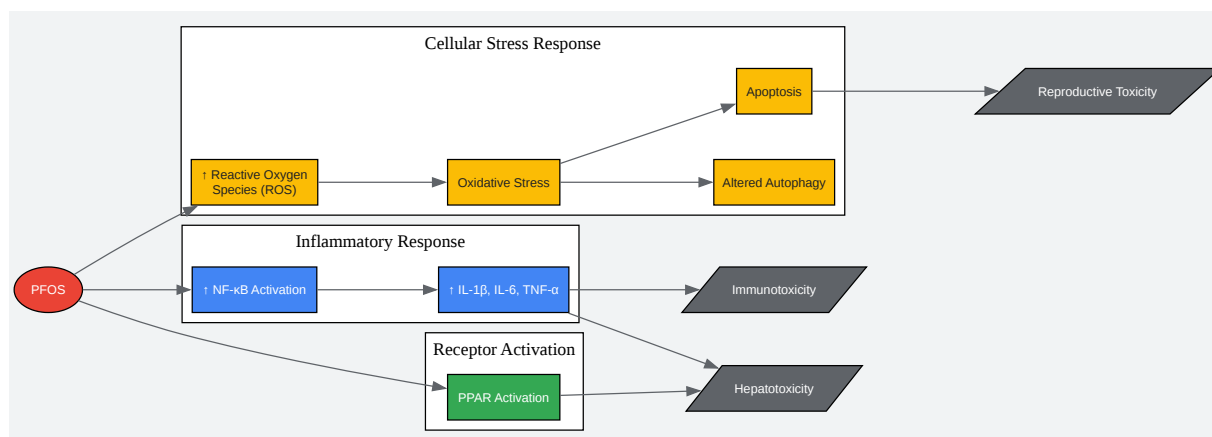 Cellular Stress Response
Apoptosis
Reproductive Toxicity
↑ Reactive Oxygen
Species (ROS)
Oxidative Stress
Altered Autophagy
Inflammatory Response
PFOS
↑ NF-κB Activation
↑ IL-1β, IL-6, TNF-α
Immunotoxicity
Receptor Activation
PPAR Activation
Hepatotoxicity